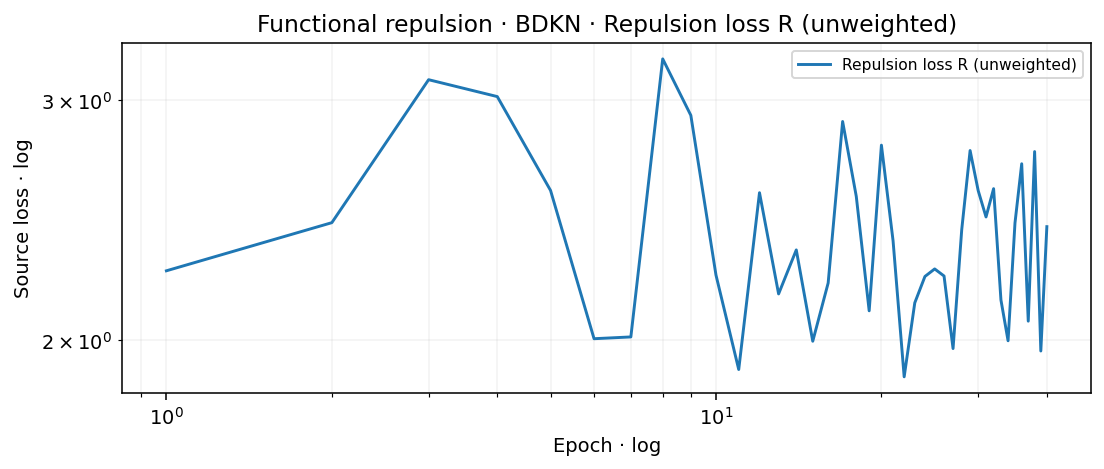 Functional repulsion · BDKN · Repulsion loss R (unweighted)
Repulsion loss R (unweighted)
Source loss · log
3 × 10⁰
2 × 10⁰
10⁰
10¹
Epoch · log